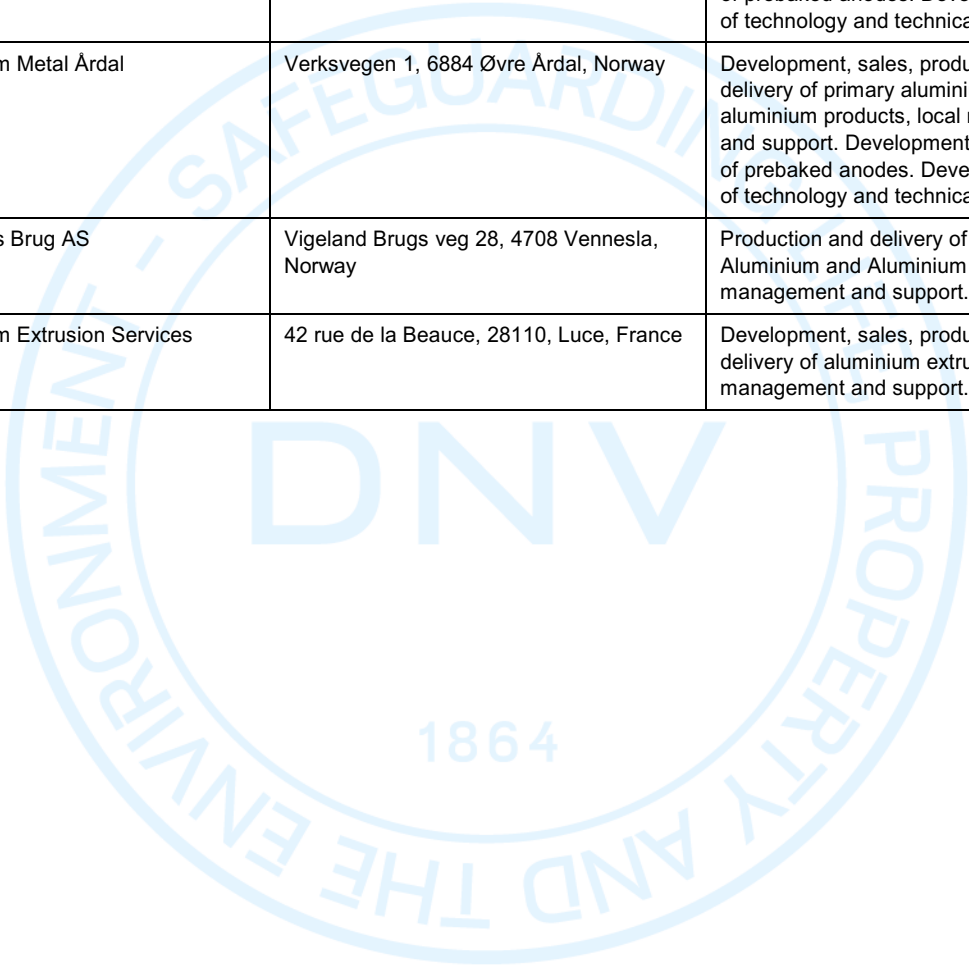 of technology and technica
m Metal Årdal
Verksvegen 1, 6884 Øvre Årdal, Norway
Development, sales, produ
delivery of primary alumini
aluminium products, local
and support. Development
of prebaked anodes. Deve
of technology and technica
s Brug AS
Vigeland Brugs veg 28, 4708 Vennesla,
Norway
Production and delivery of
Aluminium and Aluminium
management and support.
m Extrusion Services
42 rue de la Beauce, 28110, Luce, France
Development, sales, produ
delivery of aluminium extru
management and support.
SAFEGUARDING LIFE, PROPERTY AND THE ENVIRONMENT -
DNV
1864